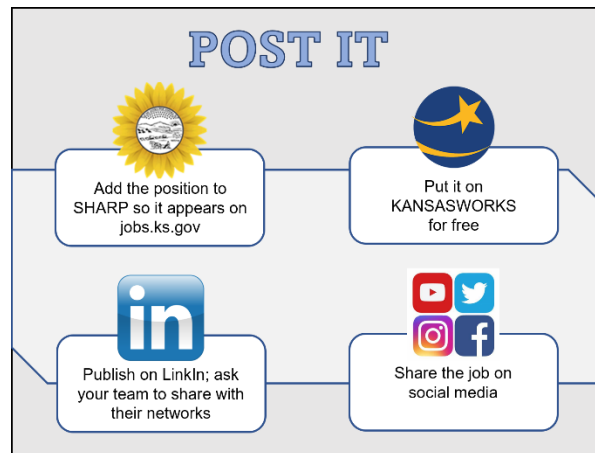 POST IT
Add the position to
SHARP so it appears on
jobs.ks.gov
Put it on
KANSASWORKS
for free
in
Publish on LinkIn; ask
your team to share with
their networks
Share the job on
social media